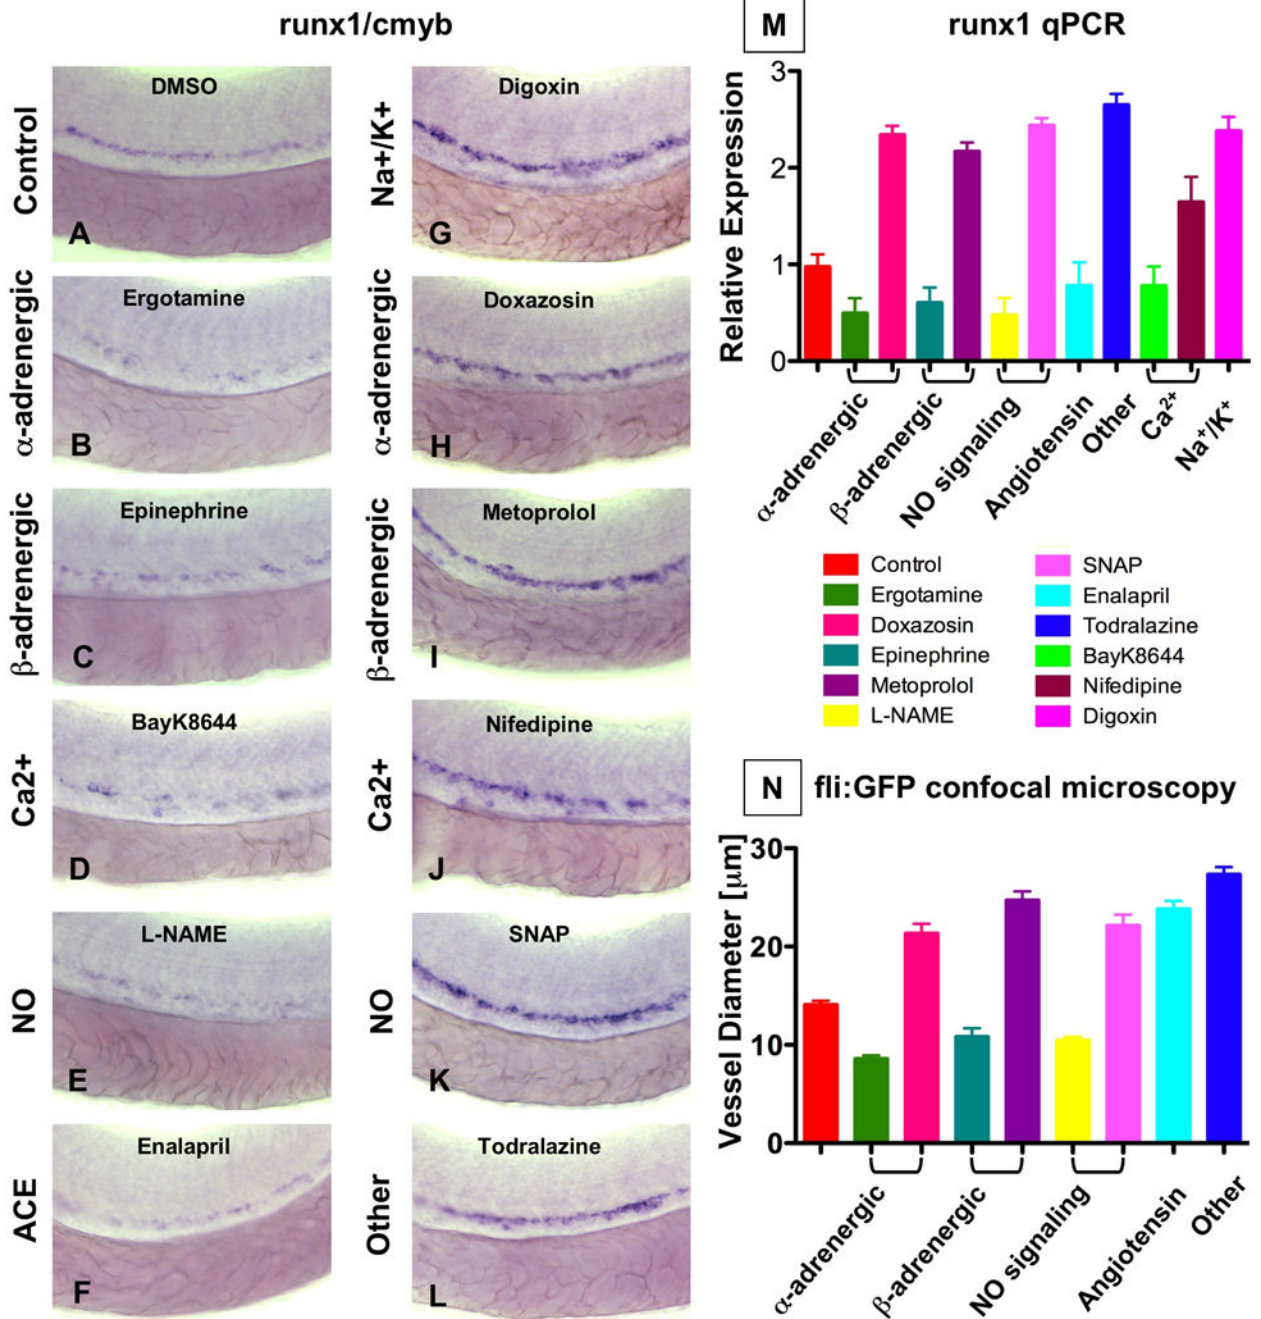 runx1/cmyb
Control
DMSO
A
Na+/K+
Digoxin
G
α-adrenergic
Ergotamine
B
α-adrenergic
Doxazosin
H
β-adrenergic
Epinephrine
C
β-adrenergic
Metoprolol
I
Ca2+
BayK8644
D
Ca2+
Nifedipine
J
NO
L-NAME
E
NO
SNAP
K
ACE
Enalapril
F
Other
Todralazine
L
M
runx1 qPCR
Relative Expression
3
2
1
0
α-adrenergic
β-adrenergic
NO signaling
Angiotensin
Other
Ca²⁺
Na⁺/K⁺
Control
Ergotamine
Doxazosin
Epinephrine
Metoprolol
L-NAME
SNAP
Enalapril
Todralazine
BayK8644
Nifedipine
Digoxin
N
fli:GFP confocal microscopy
Vessel Diameter [μm]
30
20
10
0
α-adrenergic
β-adrenergic
NO signaling
Angiotensin
Other